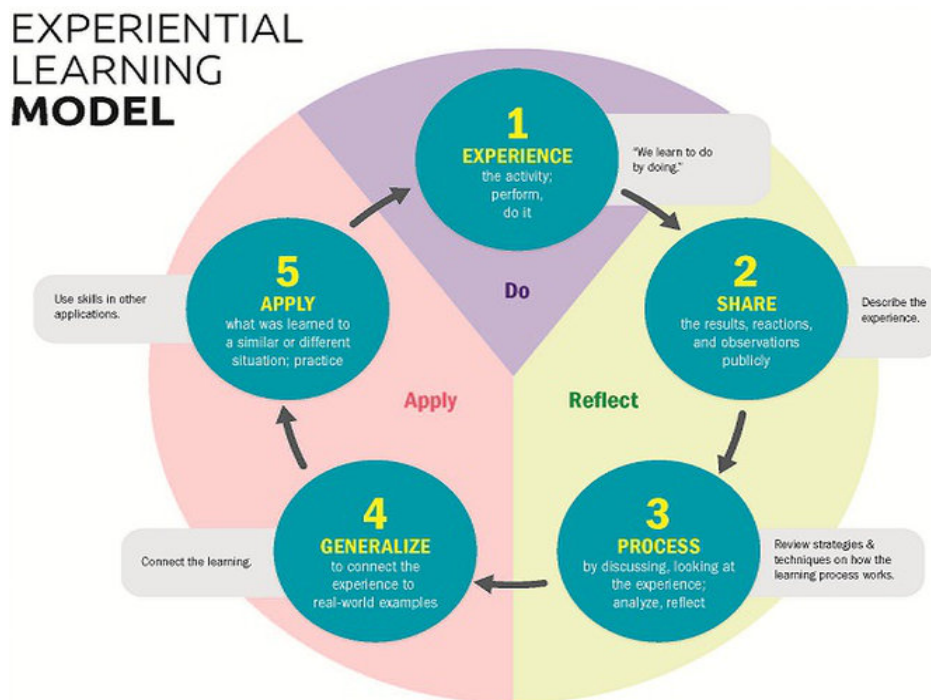 EXPERIENTIAL
LEARNING
MODEL
1
EXPERIENCE
the activity;
perform,
do it
"We learn to do
by doing."
Do
2
SHARE
the results, reactions,
and observations
publicly
Describe the
experience.
Reflect
3
PROCESS
by discussing, looking at
the experience;
analyze, reflect
Review strategies &
techniques on how the
learning process works.
4
GENERALIZE
to connect the
experience to
real-world examples
Connect the learning.
Apply
5
APPLY
what was learned to
a similar or different
situation; practice
Use skills in other
applications.